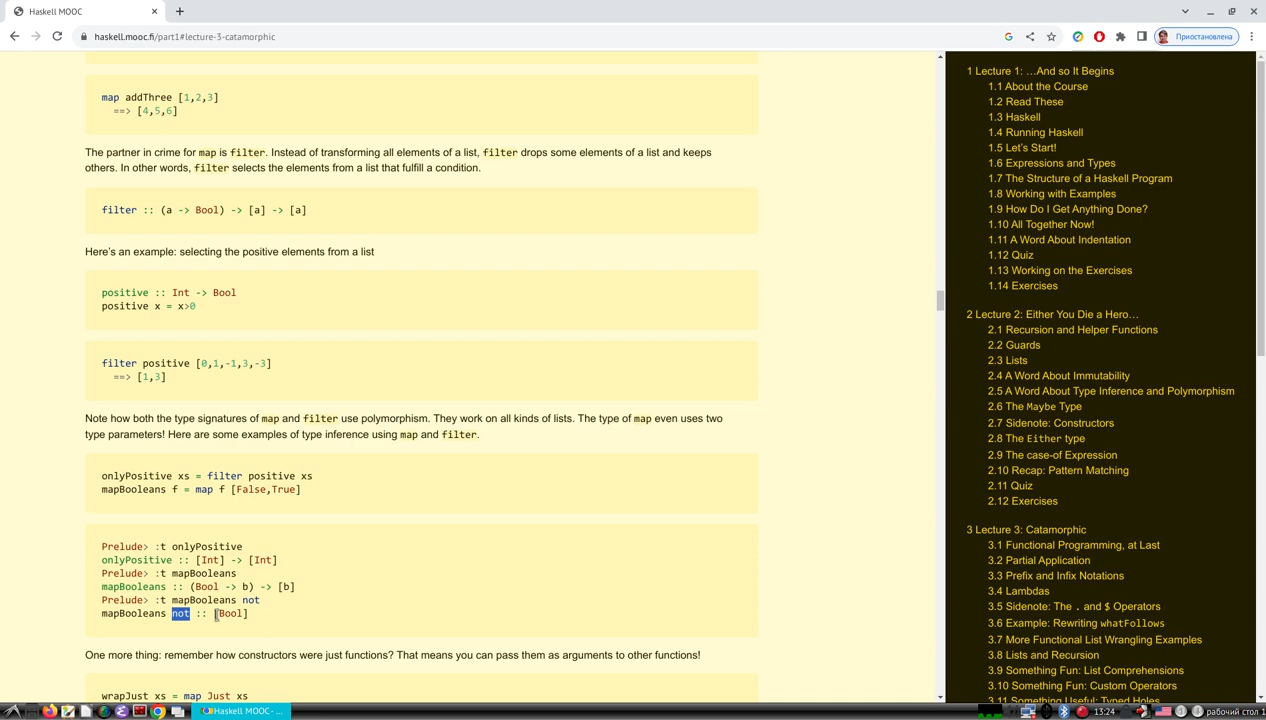 Haskell MOOC
haskell.mooc.fi/part1#lecture-3-catamorphic
Приостановлена
map addThree [1,2,3]
==> [4,5,6]
The partner in crime for map is filter. Instead of transforming all elements of a list, filter drops some elements of a list and keeps
others. In other words, filter selects the elements from a list that fulfill a condition.
filter :: (a -> Bool) -> [a] -> [a]
Here's an example: selecting the positive elements from a list
positive :: Int -> Bool
positive x = x>0
filter positive [0,1,-1,3,-3]
==> [1,3]
Note how both the type signatures of map and filter use polymorphism. They work on all kinds of lists. The type of map even uses two
type parameters! Here are some examples of type inference using map and filter.
onlyPositive xs = filter positive xs
mapBooleans f = map f [False,True]
Prelude> :t onlyPositive
onlyPositive :: [Int] -> [Int]
Prelude> :t mapBooleans
mapBooleans :: (Bool -> b) -> [b]
Prelude> :t mapBooleans not
mapBooleans not :: [Bool]
One more thing: remember how constructors were just functions? That means you can pass them as arguments to other functions!
wrapJust xs = map Just xs
1 Lecture 1: …And so It Begins
1.1 About the Course
1.2 Read These
1.3 Haskell
1.4 Running Haskell
1.5 Let's Start!
1.6 Expressions and Types
1.7 The Structure of a Haskell Program
1.8 Working with Examples
1.9 How Do I Get Anything Done?
1.10 All Together Now!
1.11 A Word About Indentation
1.12 Quiz
1.13 Working on the Exercises
1.14 Exercises
2 Lecture 2: Either You Die a Hero…
2.1 Recursion and Helper Functions
2.2 Guards
2.3 Lists
2.4 A Word About Immutability
2.5 A Word About Type Inference and Polymorphism
2.6 The Maybe Type
2.7 Sidenote: Constructors
2.8 The Either type
2.9 The case-of Expression
2.10 Recap: Pattern Matching
2.11 Quiz
2.12 Exercises
3 Lecture 3: Catamorphic
3.1 Functional Programming, at Last
3.2 Partial Application
3.3 Prefix and Infix Notations
3.4 Lambdas
3.5 Sidenote: The . and $ Operators
3.6 Example: Rewriting whatFollows
3.7 More Functional List Wrangling Examples
3.8 Lists and Recursion
3.9 Something Fun: List Comprehensions
3.10 Something Fun: Custom Operators
3.11 Something Useful: Typed Holes
Haskell MOOC - ...
13:24
рабочий стол 1